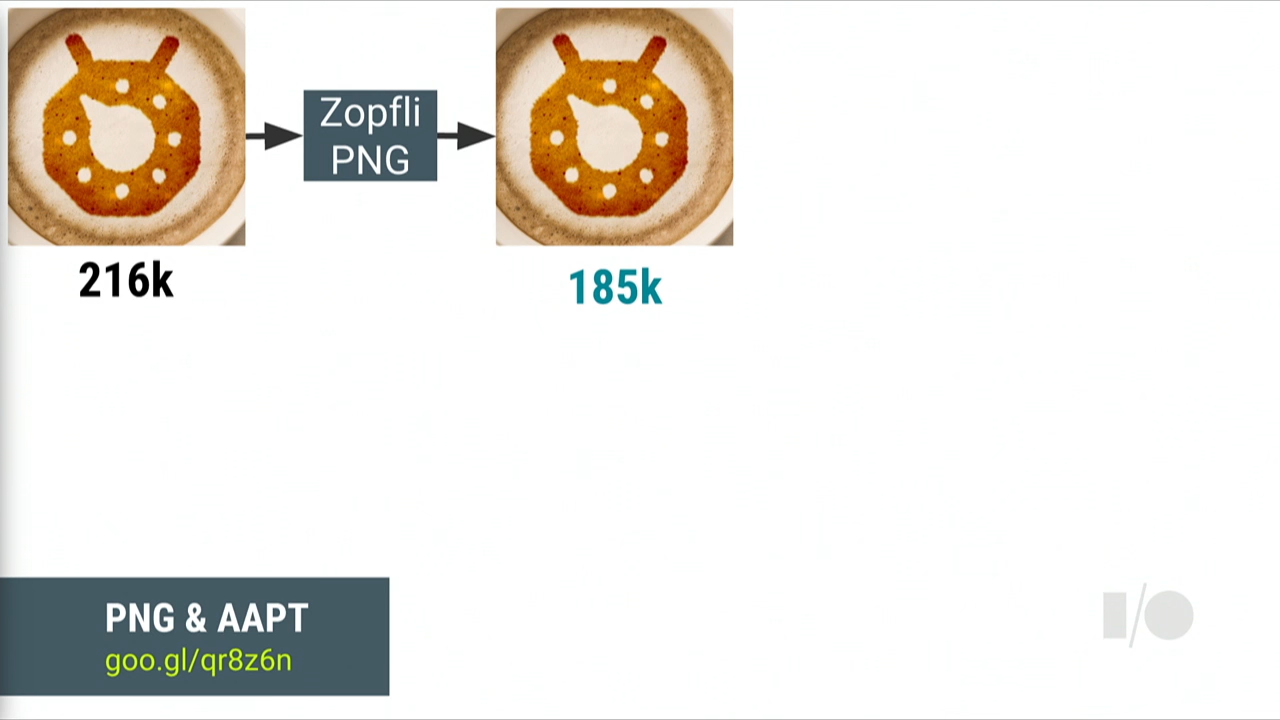 Zopfli
PNG
216k
185k
PNG & AAPT
goo.gl/qr8z6n
I/O